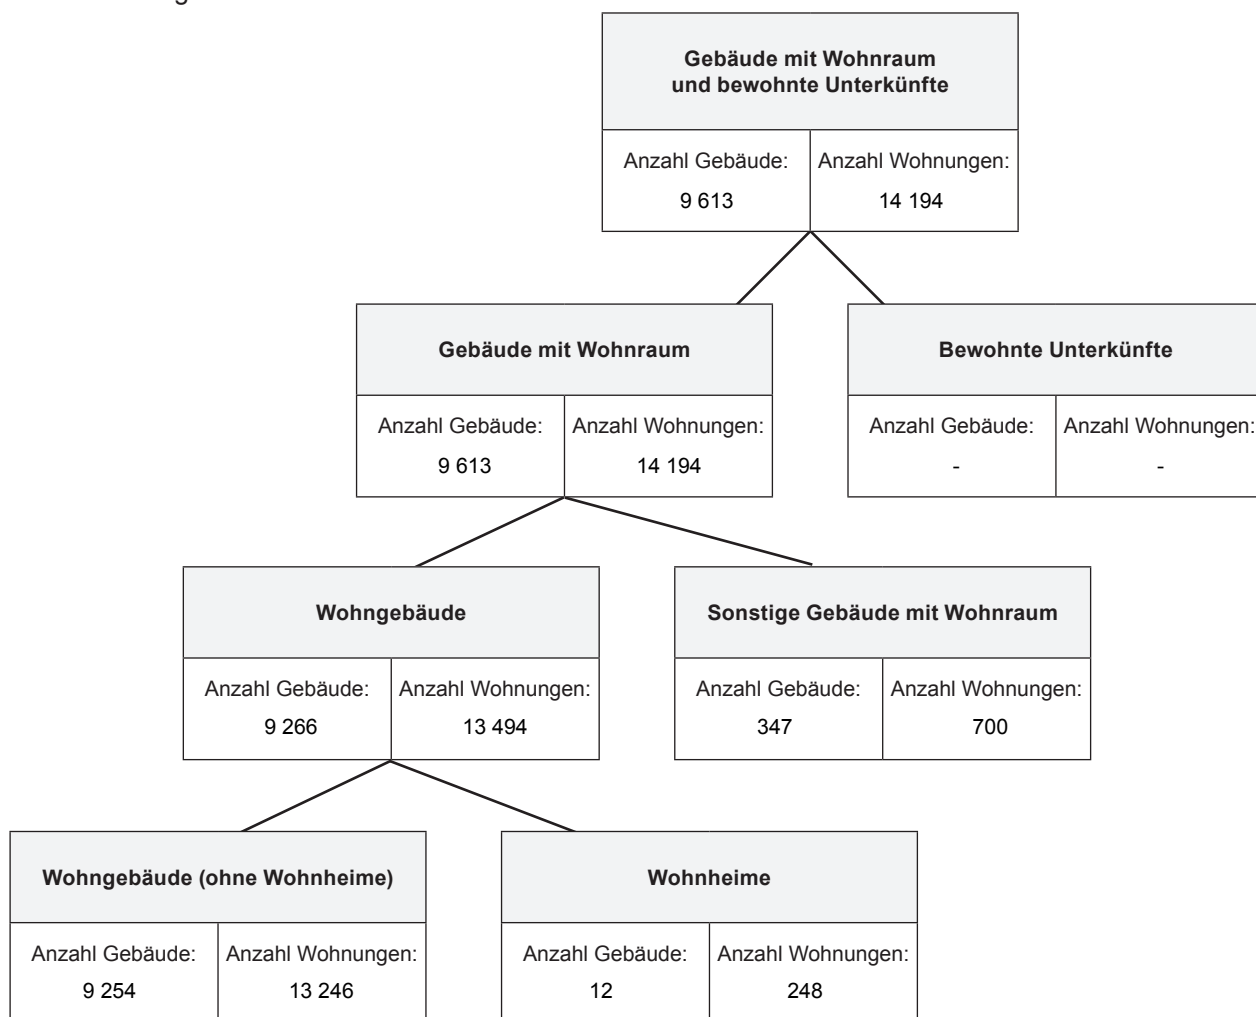 Gebäude mit Wohnraum
und bewohnte Unterkünfte
Anzahl Gebäude: Anzahl Wohnungen:
9 613 14 194
Gebäude mit Wohnraum
Anzahl Gebäude: Anzahl Wohnungen:
9 613 14 194
Bewohnte Unterkünfte
Anzahl Gebäude: Anzahl Wohnungen:
- -
Wohngebäude
Anzahl Gebäude: Anzahl Wohnungen:
9 266 13 494
Sonstige Gebäude mit Wohnraum
Anzahl Gebäude: Anzahl Wohnungen:
347 700
Wohngebäude (ohne Wohnheime)
Anzahl Gebäude: Anzahl Wohnungen:
9 254 13 246
Wohnheime
Anzahl Gebäude: Anzahl Wohnungen:
12 248